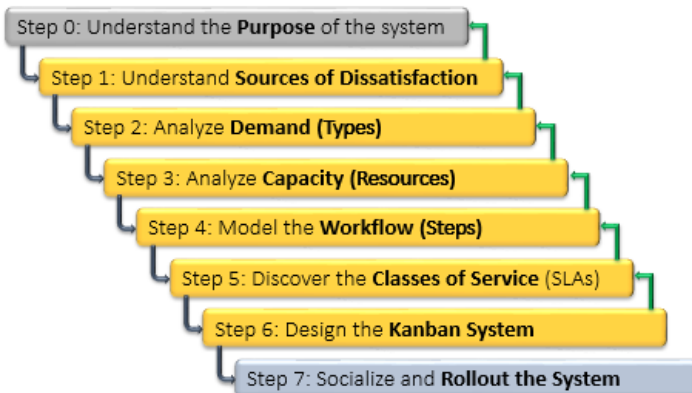 Step 0: Understand the Purpose of the system
Step 1: Understand Sources of Dissatisfaction
Step 2: Analyze Demand (Types)
Step 3: Analyze Capacity (Resources)
Step 4: Model the Workflow (Steps)
Step 5: Discover the Classes of Service (SLAs)
Step 6: Design the Kanban System
Step 7: Socialize and Rollout the System